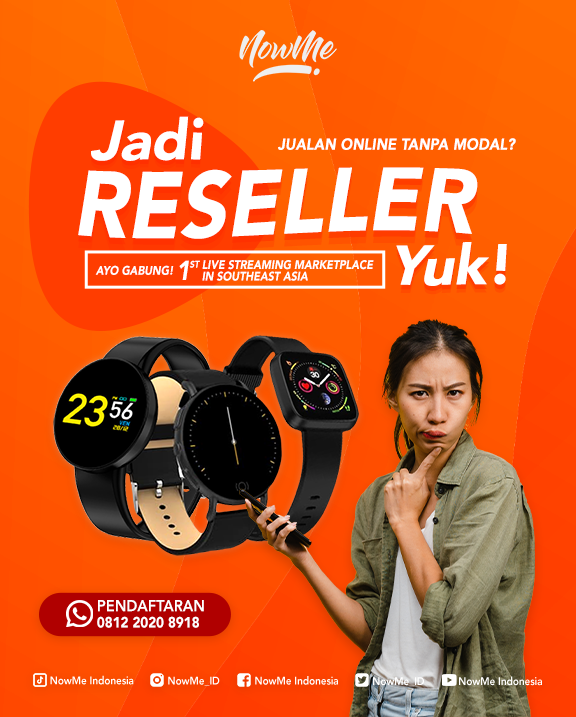 NowMe
Jadi
JUALAN ONLINE TANPA MODAL?
RESELLER
AYO GABUNG! 1ST LIVE STREAMING MARKETPLACE
IN SOUTHEAST ASIA
Yuk!
23 56
PENDAFTARAN
0812 2020 8918
NowMe Indonesia NowMe_ID NowMe Indonesia NowMe_ID NowMe Indonesia